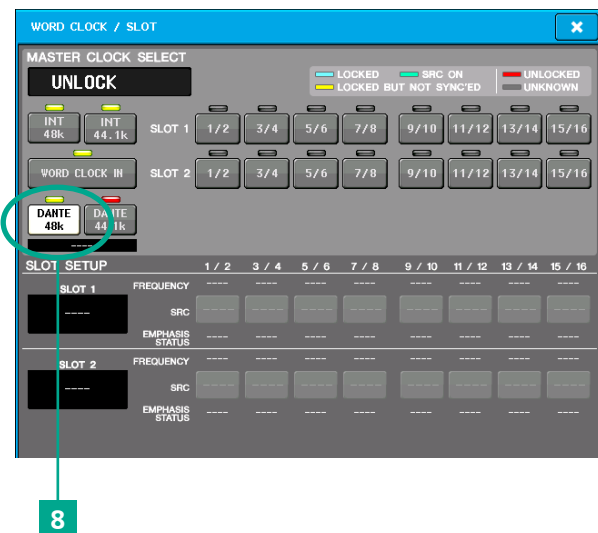 WORD CLOCK / SLOT
MASTER CLOCK SELECT
UNLOCK
LOCKED SRC ON UNLOCKED
LOCKED BUT NOT SYNC'ED UNKNOWN
INT 48k INT 44.1k SLOT 1 1/2 3/4 5/6 7/8 9/10 11/12 13/14 15/16
WORD CLOCK IN SLOT 2 1/2 3/4 5/6 7/8 9/10 11/12 13/14 15/16
DANTE 48k DANTE 44.1k
----
SLOT SETUP 1 / 2 3 / 4 5 / 6 7 / 8 9 / 10 11 / 12 13 / 14 15 / 16
SLOT 1 FREQUENCY ---- ---- ---- ---- ---- ---- ---- ----
---- SRC ---- ---- ---- ---- ---- ---- ---- ----
EMPHASIS STATUS ---- ---- ---- ---- ---- ---- ---- ----
SLOT 2 FREQUENCY ---- ---- ---- ---- ---- ---- ---- ----
---- SRC ---- ---- ---- ---- ---- ---- ---- ----
EMPHASIS STATUS ---- ---- ---- ---- ---- ---- ---- ----
8